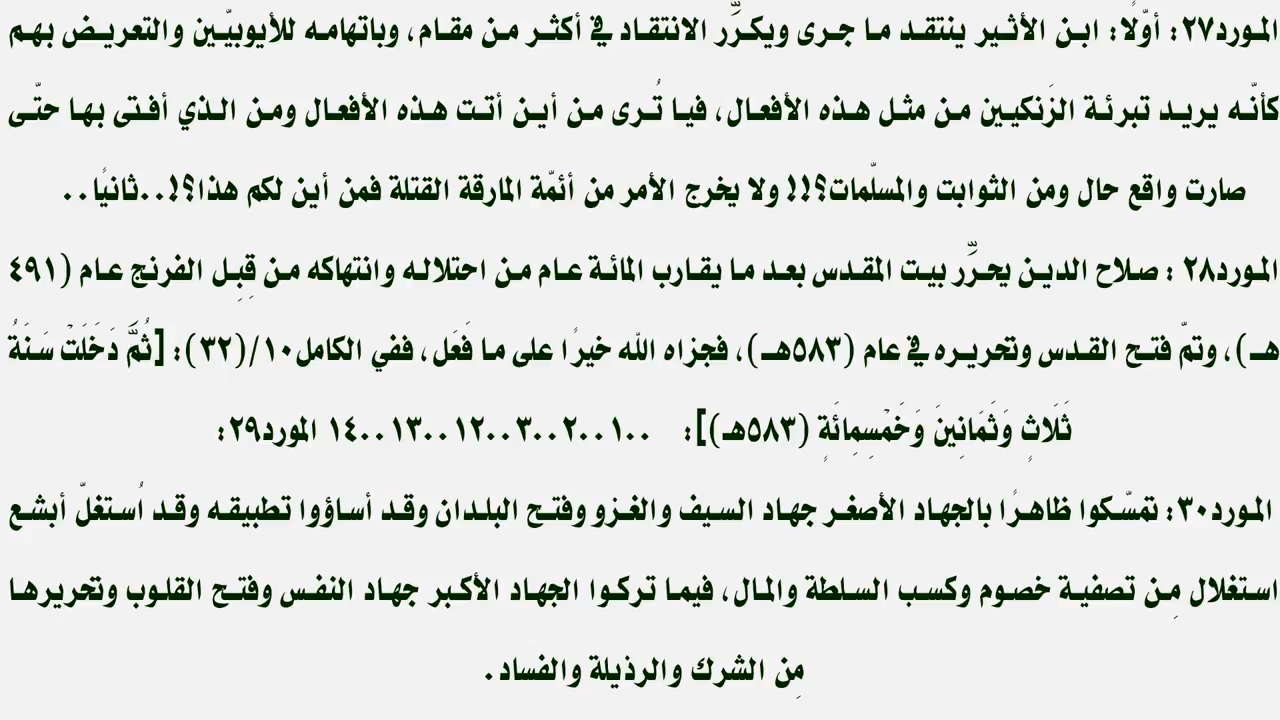 المورد٢٧: أوّلًا: ابن الأثير ينتقد ما جرى ويكرّر الانتقاد في أكثر من مقام، وباتهامه للأيوبيّين والتعريض بهم
كأنّه يريد تبرئة الزَنكيين من مثل هذه الأفعال، فيا تُرى من أين أتت هذه الأفعال ومن الذي أفتى بها حتّى
صارت واقع حال ومن الثوابت والمسلّمات؟!! ولا يخرج الأمر من أئمّة المارقة القتلة فمن أين لكم هذا؟!..ثانيًا..
المورد٢٨ : صلاح الدين يحرّر بيت المقدس بعد ما يقارب المائة عام من احتلاله وانتهاكه من قِبِل الفرنج عام (٤٩١
هـ)، وتمّ فتح القدس وتحريره في عام (٥٨٣هـ)، فجزاه الله خيرًا على ما فَعَل، ففي الكامل١٠/(٣٢): [ثُمَّ دَخَلَتْ سَنَةُ
ثَلَاثٍ وَثَمَانِينَ وَخَمْسِمِائَةٍ (٥٨٣هـ)]: ١٠٠..٢٠٠..٣٠٠..١٢٠٠..١٣٠٠..١٤ المورد٢٩:
المورد٣٠: تمسّكوا ظاهرًا بالجهاد الأصغر جهاد السيف والغزو وفتح البلدان وقد أساؤوا تطبيقه وقد اُستغلّ أبشع
استغلال مِن تصفية خصوم وكسب السلطة والمال، فيما تركوا الجهاد الأكبر جهاد النفس وفتح القلوب وتحريرها
مِن الشرك والرذيلة والفساد .